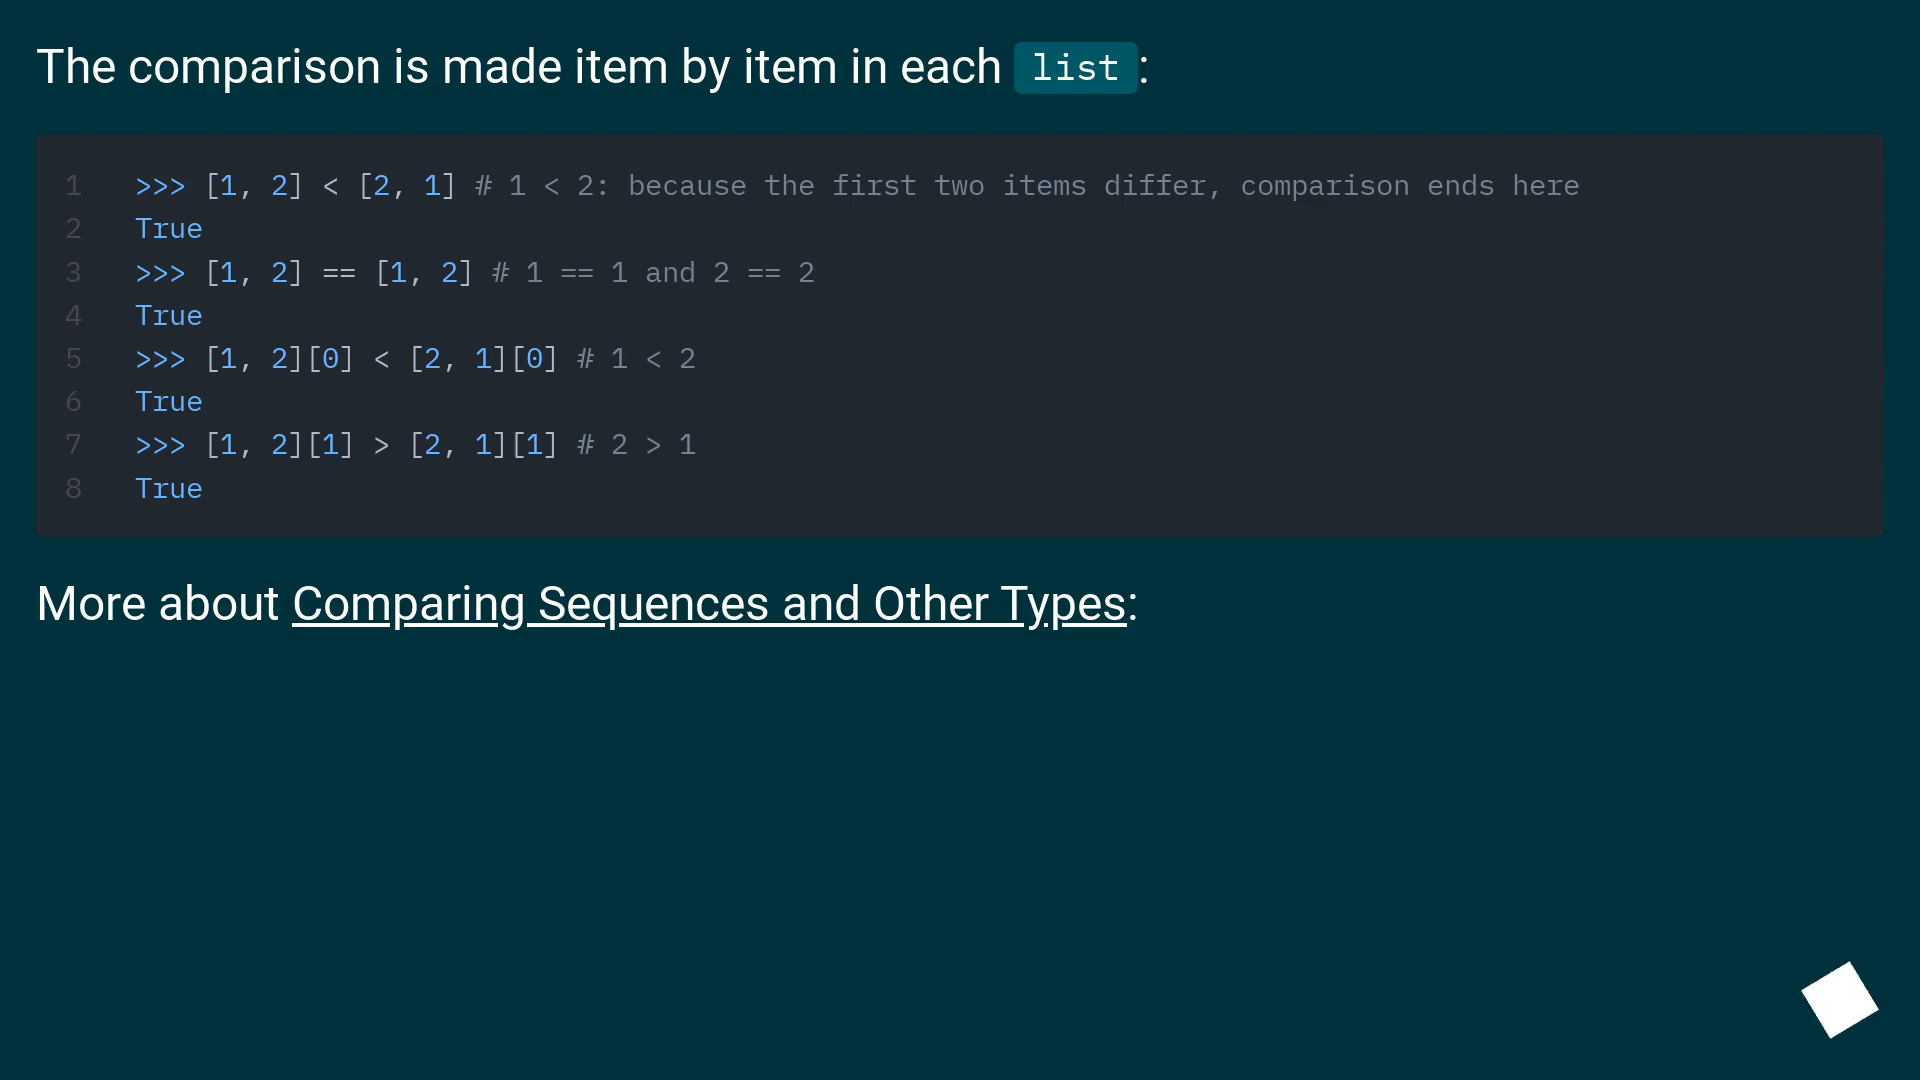 The comparison is made item by item in each list:
1 >>> [1, 2] < [2, 1] # 1 < 2: because the first two items differ, comparison ends here
2 True
3 >>> [1, 2] == [1, 2] # 1 == 1 and 2 == 2
4 True
5 >>> [1, 2][0] < [2, 1][0] # 1 < 2
6 True
7 >>> [1, 2][1] > [2, 1][1] # 2 > 1
8 True
More about Comparing Sequences and Other Types: